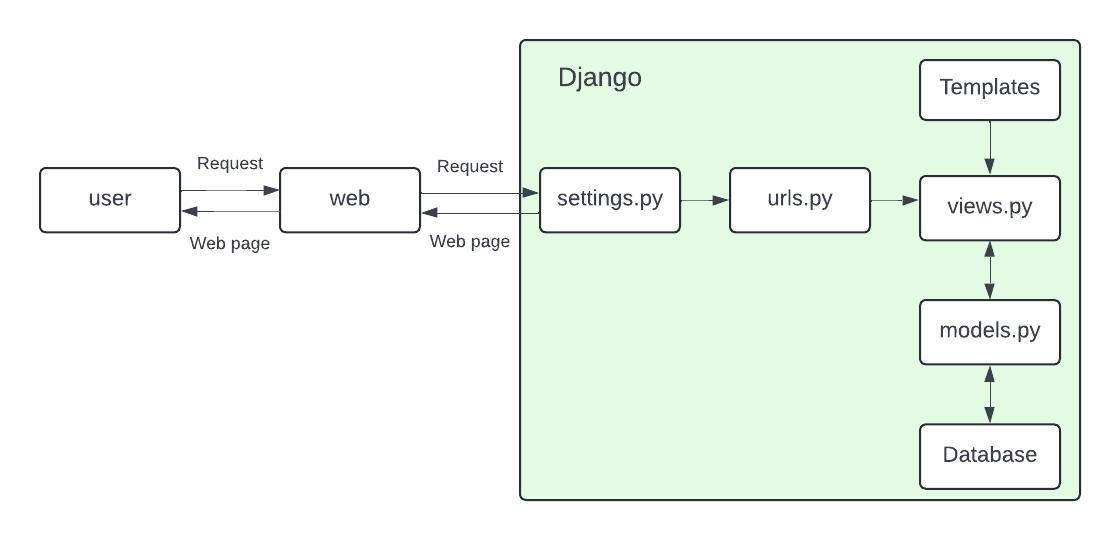 Django
Templates
Request
Request
user
web
settings.py
urls.py
views.py
Web page
Web page
models.py
Database